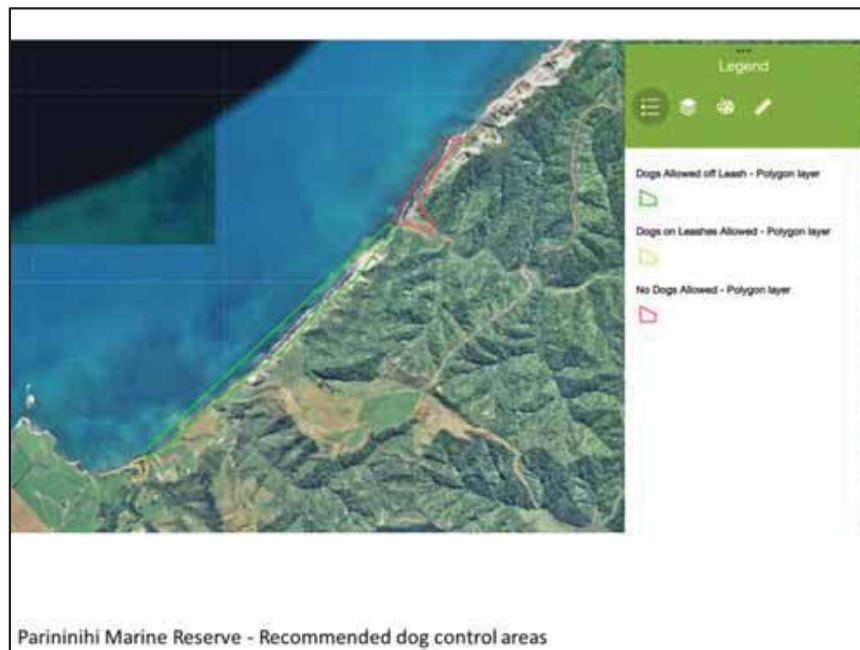 Legend
Dogs Allowed off Leash - Polygon layer
Dogs on Leashes Allowed - Polygon layer
No Dogs Allowed - Polygon layer
Parininihi Marine Reserve - Recommended dog control areas